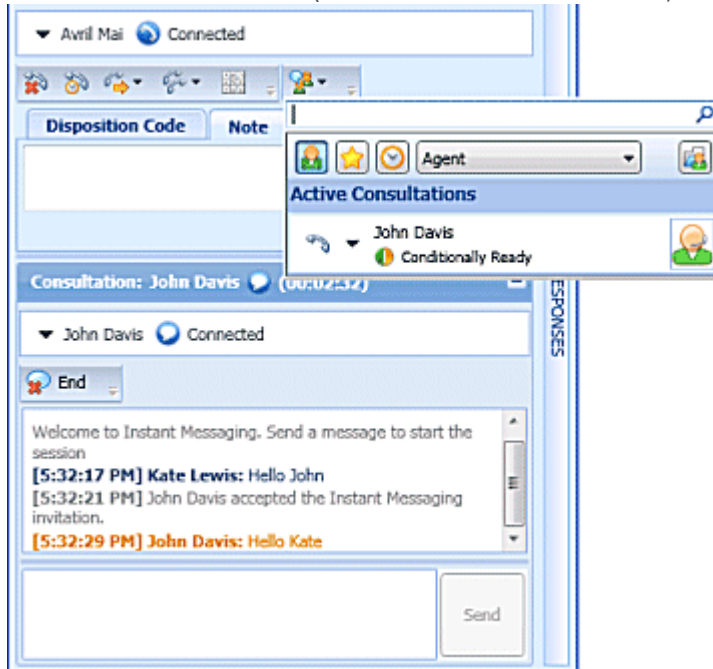 Avril Mai Connected
Disposition Code Note
Agent
Active Consultations
John Davis
Conditionally Ready
Consultation: John Davis (00:02:32)
John Davis Connected
End
Welcome to Instant Messaging. Send a message to start the
session
[5:32:17 PM] Kate Lewis: Hello John
[5:32:21 PM] John Davis accepted the Instant Messaging
invitation.
[5:32:29 PM] John Davis: Hello Kate
Send